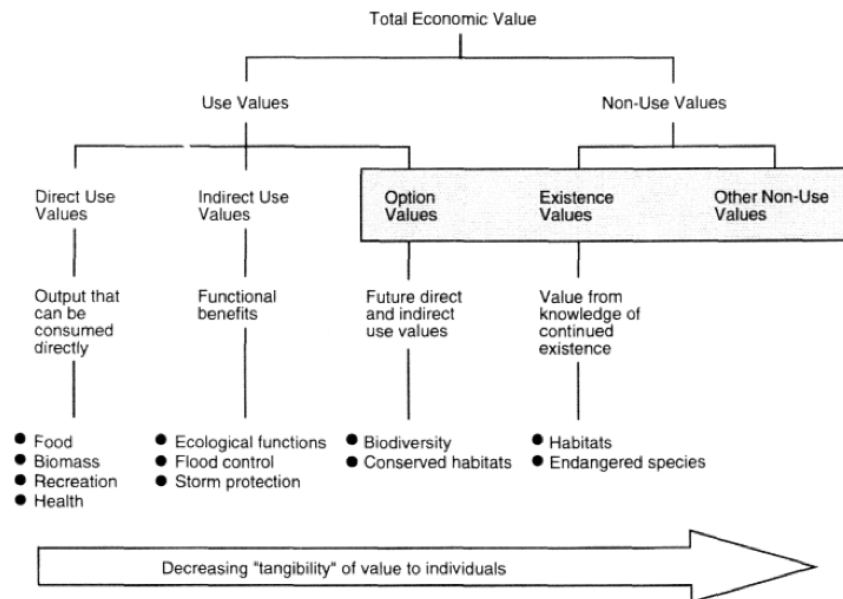 Total Economic Value
Use Values
Non-Use Values
Direct Use
Values
Indirect Use
Values
Option
Values
Existence
Values
Other Non-Use
Values
Output that
can be
consumed
directly
Functional
benefits
Future direct
and indirect
use values
Value from
knowledge of
continued
existence
● Food
● Biomass
● Recreation
● Health
● Ecological functions
● Flood control
● Storm protection
● Biodiversity
● Conserved habitats
● Habitats
● Endangered species
Decreasing "tangibility" of value to individuals